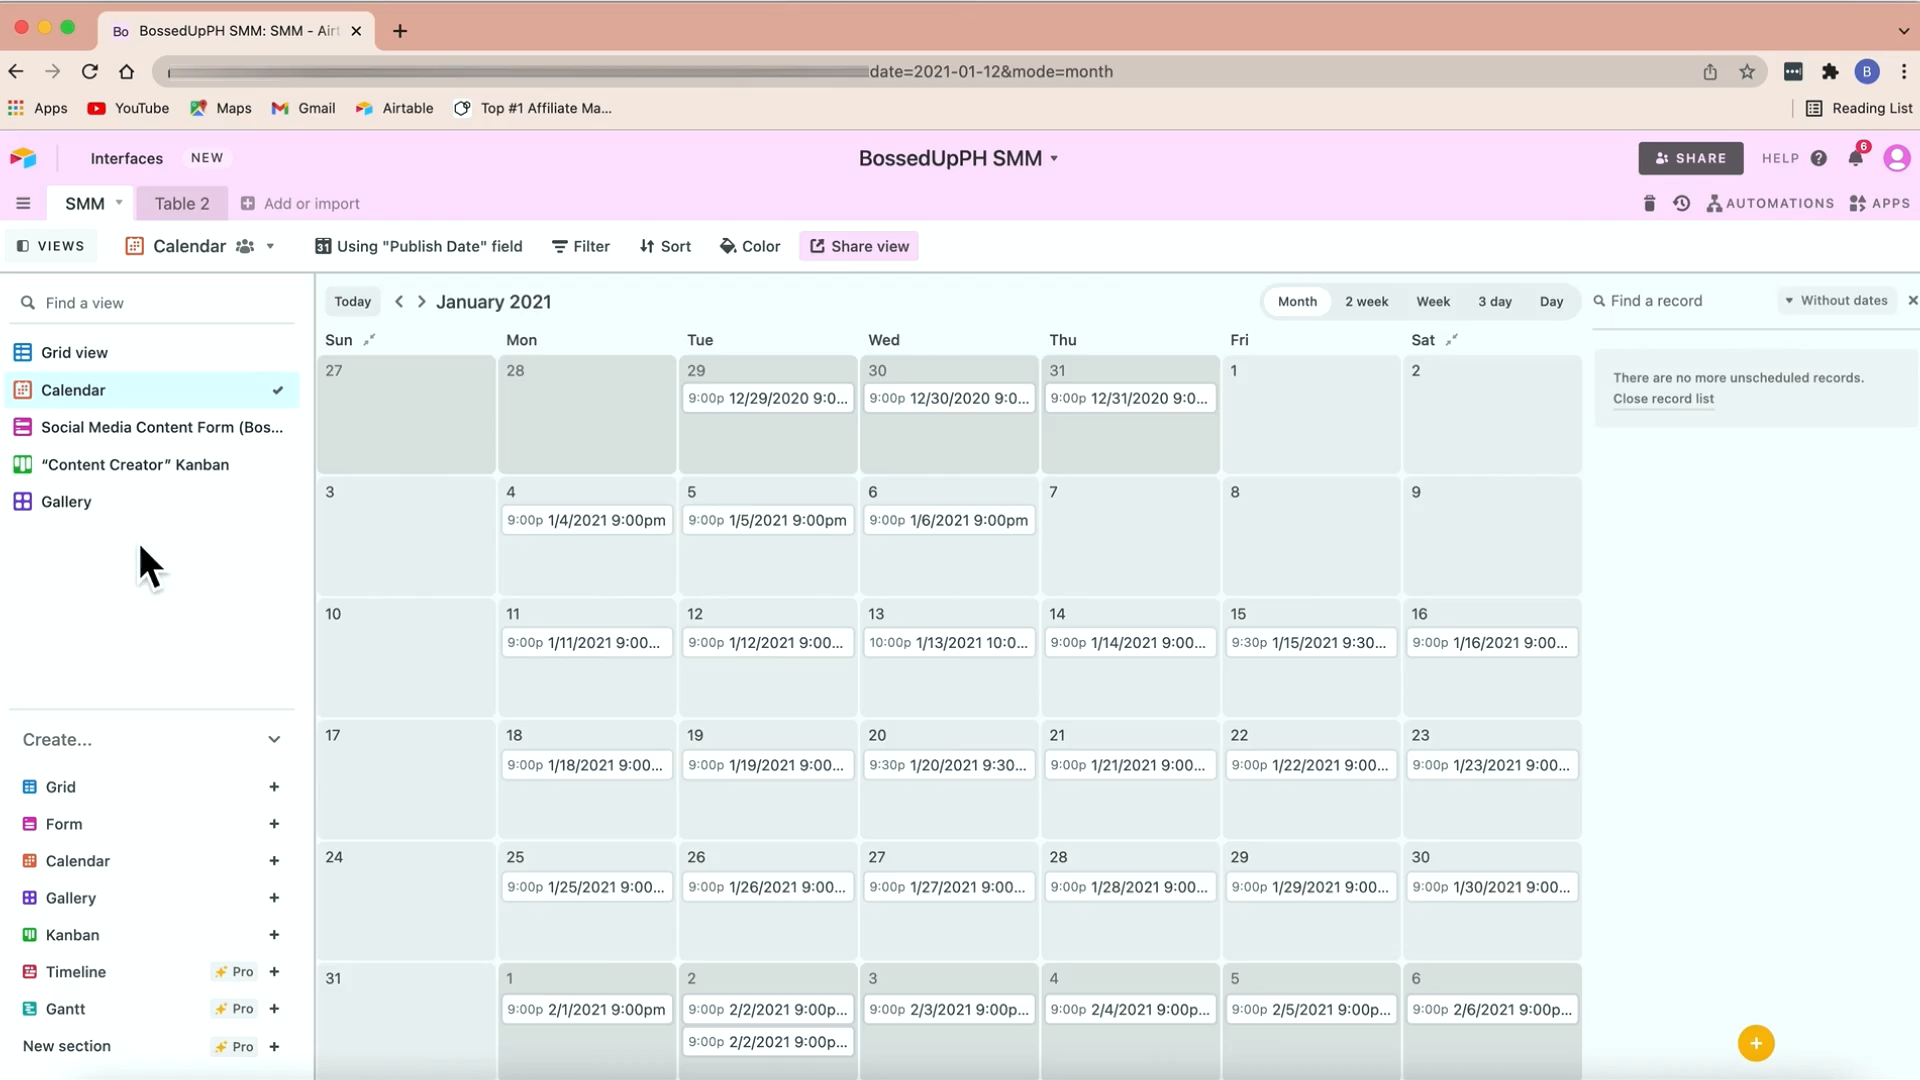 Bo BossedUpPH SMM: SMM - Airt
date=2021-01-12&mode=month
B
Apps YouTube Maps Gmail Airtable Top #1 Affiliate Ma... Reading List
Interfaces NEW BossedUpPH SMM SHARE HELP 6
SMM Table 2 Add or import AUTOMATIONS APPS
VIEWS Calendar 31 Using "Publish Date" field Filter Sort Color Share view
Find a view
Grid view
Calendar
Social Media Content Form (Bos...
“Content Creator” Kanban
Gallery
Create...
Grid
Form
Calendar
Gallery
Kanban
Timeline Pro
Gantt Pro
New section Pro
Today January 2021 Month 2 week Week 3 day Day
Sun Mon Tue Wed Thu Fri Sat
27 28 29 30 31 1 2
9:00p 12/29/2020 9:0... 9:00p 12/30/2020 9:0... 9:00p 12/31/2020 9:0...
3 4 5 6 7 8 9
9:00p 1/4/2021 9:00pm 9:00p 1/5/2021 9:00pm 9:00p 1/6/2021 9:00pm
10 11 12 13 14 15 16
9:00p 1/11/2021 9:00... 9:00p 1/12/2021 9:00... 10:00p 1/13/2021 10:0... 9:00p 1/14/2021 9:00... 9:30p 1/15/2021 9:30... 9:00p 1/16/2021 9:00...
17 18 19 20 21 22 23
9:00p 1/18/2021 9:00... 9:00p 1/19/2021 9:00... 9:30p 1/20/2021 9:30... 9:00p 1/21/2021 9:00... 9:00p 1/22/2021 9:00... 9:00p 1/23/2021 9:00...
24 25 26 27 28 29 30
9:00p 1/25/2021 9:00... 9:00p 1/26/2021 9:00... 9:00p 1/27/2021 9:00... 9:00p 1/28/2021 9:00... 9:00p 1/29/2021 9:00... 9:00p 1/30/2021 9:00...
31 1 2 3 4 5 6
9:00p 2/1/2021 9:00pm 9:00p 2/2/2021 9:00p... 9:00p 2/3/2021 9:00p... 9:00p 2/4/2021 9:00p... 9:00p 2/5/2021 9:00p... 9:00p 2/6/2021 9:00p...
9:00p 2/2/2021 9:00p...
Find a record Without dates
There are no more unscheduled records.
Close record list